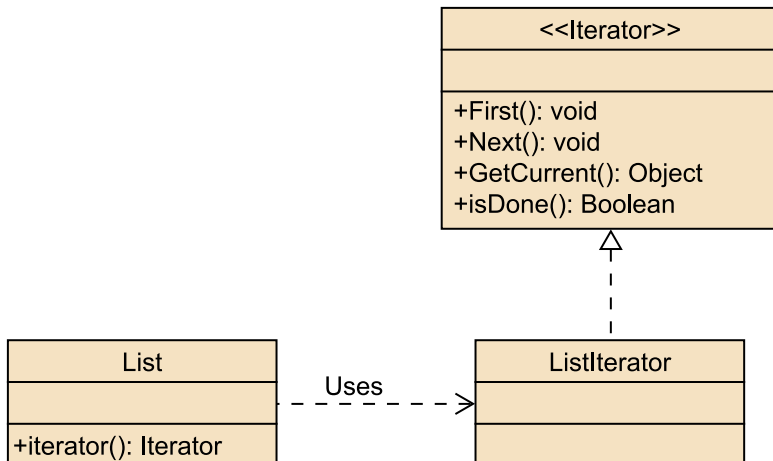 <<Iterator>>
+First(): void
+Next(): void
+GetCurrent(): Object
+isDone(): Boolean
List
+iterator(): Iterator
Uses
ListIterator